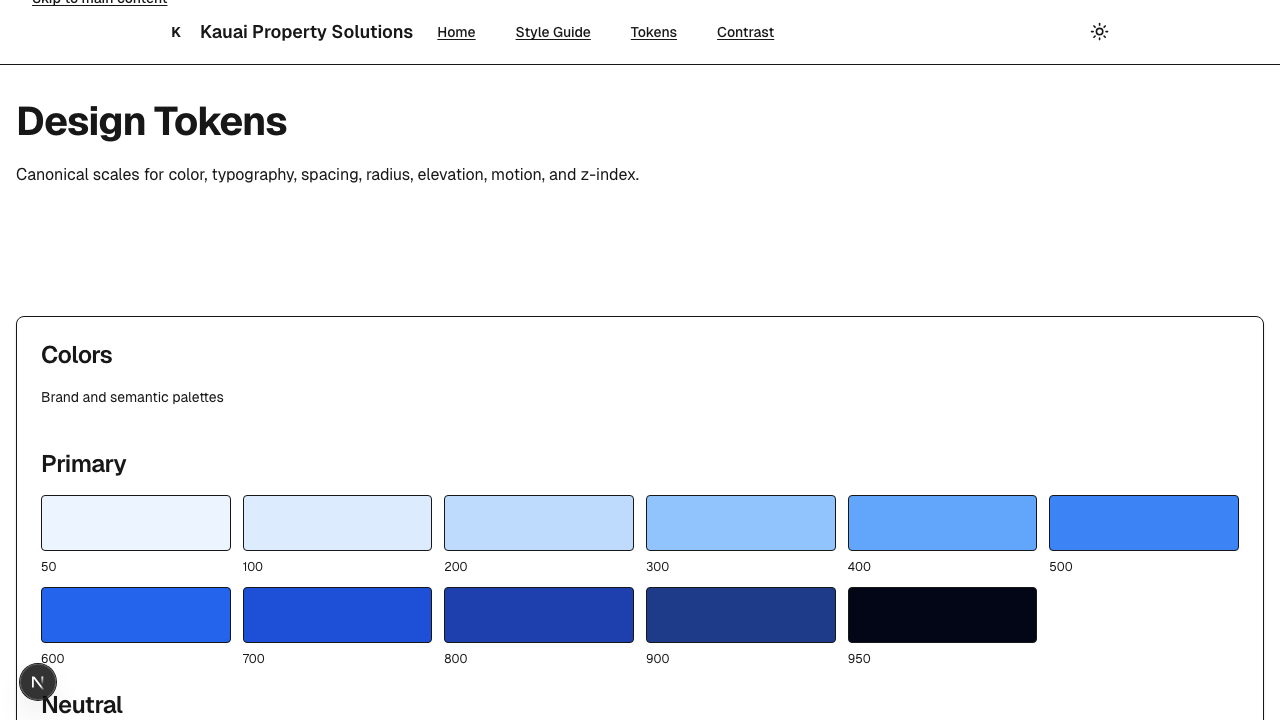 Skip to main content
K Kauai Property Solutions Home Style Guide Tokens Contrast
Design Tokens
Canonical scales for color, typography, spacing, radius, elevation, motion, and z-index.
Colors
Brand and semantic palettes
Primary
50 100 200 300 400 500
600 700 800 900 950
N
Neutral